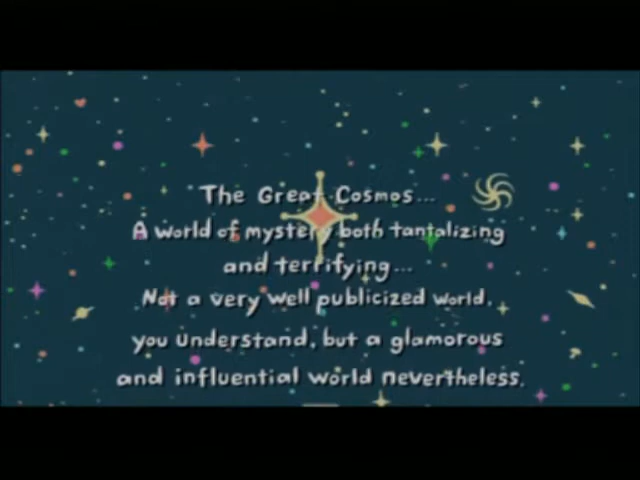 The Great Cosmos...
A world of mystery both tantalizing
and terrifying...
Not a very well publicized world,
you understand, but a glamorous
and influential world nevertheless.